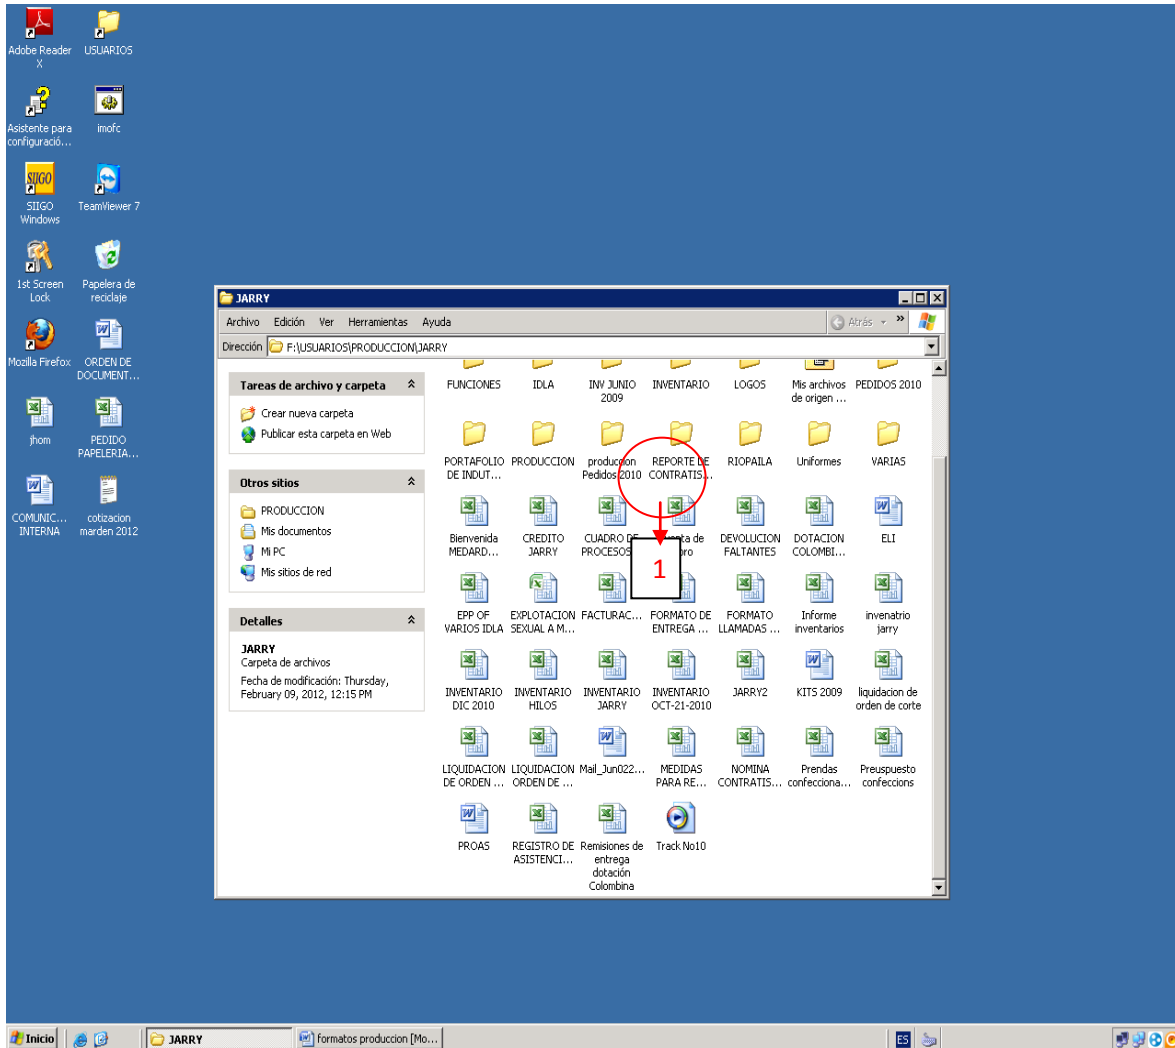 Adobe Reader
X
USUARIOS
Asistente para
configuració...
imofc
SIIGO
SIIGO
Windows
TeamViewer 7
1st Screen
Lock
Papelera de
reciclaje
Mozilla Firefox
ORDEN DE
DOCUMENT...
jhom
PEDIDO
PAPELERIA...
COMUNIC...
INTERNA
cotizacion
marden 2012
JARRY
Archivo Edición Ver Herramientas Ayuda
Atrás
Dirección F:\USUARIOS\PRODUCCION\JARRY
Tareas de archivo y carpeta
Crear nueva carpeta
Publicar esta carpeta en Web
Otros sitios
PRODUCCION
Mis documentos
Mi PC
Mis sitios de red
Detalles
JARRY
Carpeta de archivos
Fecha de modificación: Thursday,
February 09, 2012, 12:15 PM
FUNCIONES
IDLA
INV JUNIO
2009
INVENTARIO
LOGOS
Mis archivos
de origen ...
PEDIDOS 2010
PORTAFOLIO
DE INDUT...
PRODUCCION
produccion
Pedidos 2010
REPORTE DE
CONTRATIS...
RIOPAILA
Uniformes
VARIAS
Bienvenida
MEDARD...
CREDITO
JARRY
CUADRO DE
PROCESOS
de
1
DEVOLUCION
FALTANTES
DOTACION
COLOMBI...
ELI
EPP OF
VARIOS IDLA
EXPLOTACION
SEXUAL A M...
FACTURAC...
FORMATO DE
ENTREGA ...
FORMATO
LLAMADAS ...
Informe
inventarios
invenatrio
jarry
INVENTARIO
DIC 2010
INVENTARIO
HILOS
INVENTARIO
JARRY
INVENTARIO
OCT-21-2010
JARRY2
KITS 2009
liquidacion de
orden de corte
LIQUIDACION
DE ORDEN ...
LIQUIDACION
ORDEN DE ...
Mail_Jun022...
MEDIDAS
PARA RE...
NOMINA
CONTRATIS...
Prendas
confecciona...
Preuspuesto
confeccions
PROAS
REGISTRO DE
ASISTENCI...
Remisiones de
entrega
dotación
Colombina
Track No10
Inicio
JARRY
formatos produccion [Mo...
ES